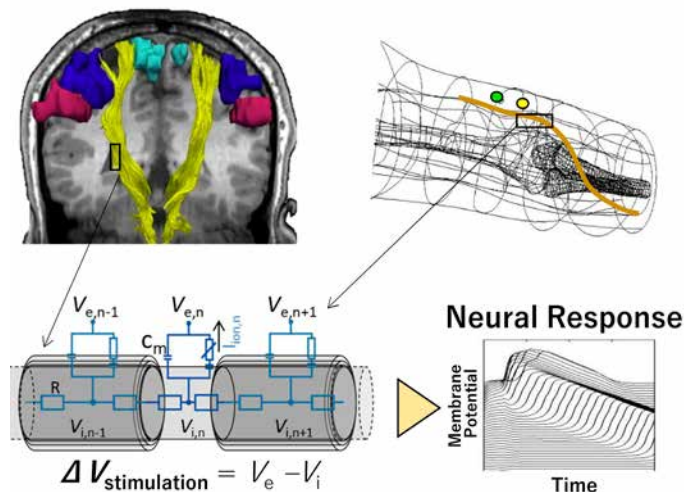 V_e,n-1
V_e,n
V_e,n+1
C_m
I_ion,n
R
V_i,n-1
V_i,n
V_i,n+1
Δ V_stimulation = V_e − V_i
Neural Response
Membrane
Potential
Time